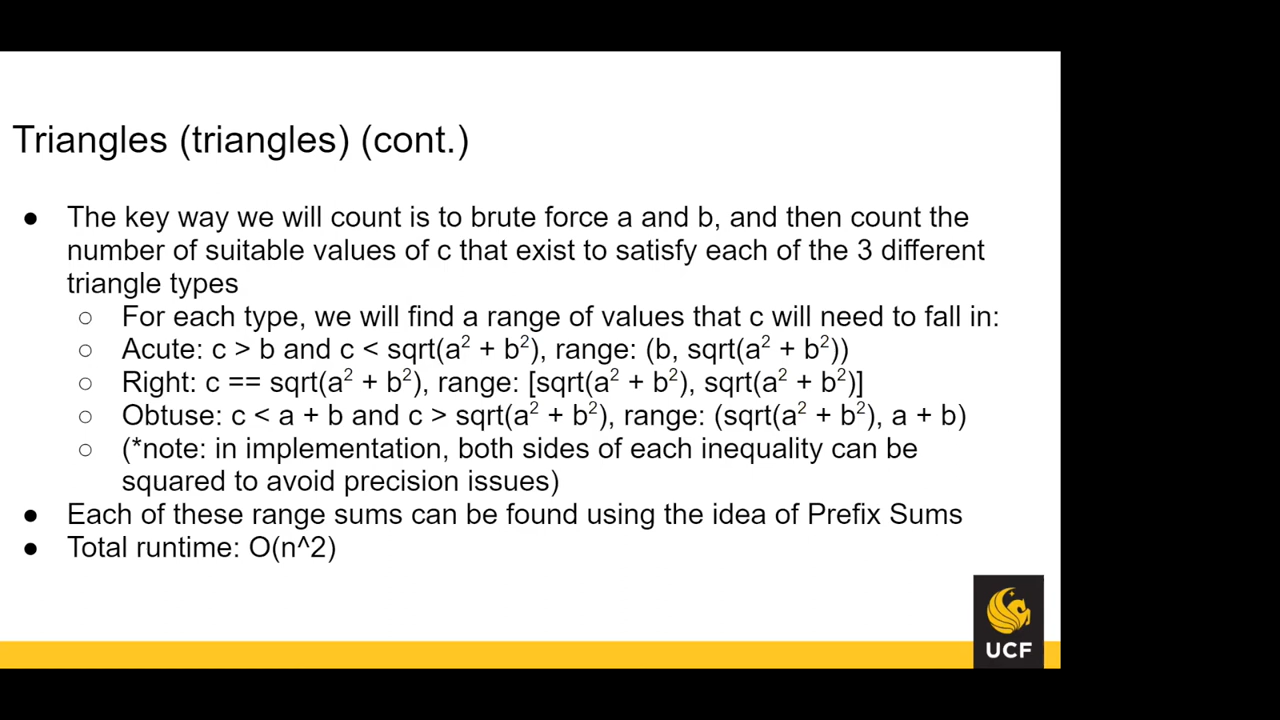 Triangles (triangles) (cont.)
● The key way we will count is to brute force a and b, and then count the
number of suitable values of c that exist to satisfy each of the 3 different
triangle types
○ For each type, we will find a range of values that c will need to fall in:
○ Acute: c > b and c < sqrt(a² + b²), range: (b, sqrt(a² + b²))
○ Right: c == sqrt(a² + b²), range: [sqrt(a² + b²), sqrt(a² + b²)]
○ Obtuse: c < a + b and c > sqrt(a² + b²), range: (sqrt(a² + b²), a + b)
○ (*note: in implementation, both sides of each inequality can be
squared to avoid precision issues)
● Each of these range sums can be found using the idea of Prefix Sums
● Total runtime: O(n^2)
UCF